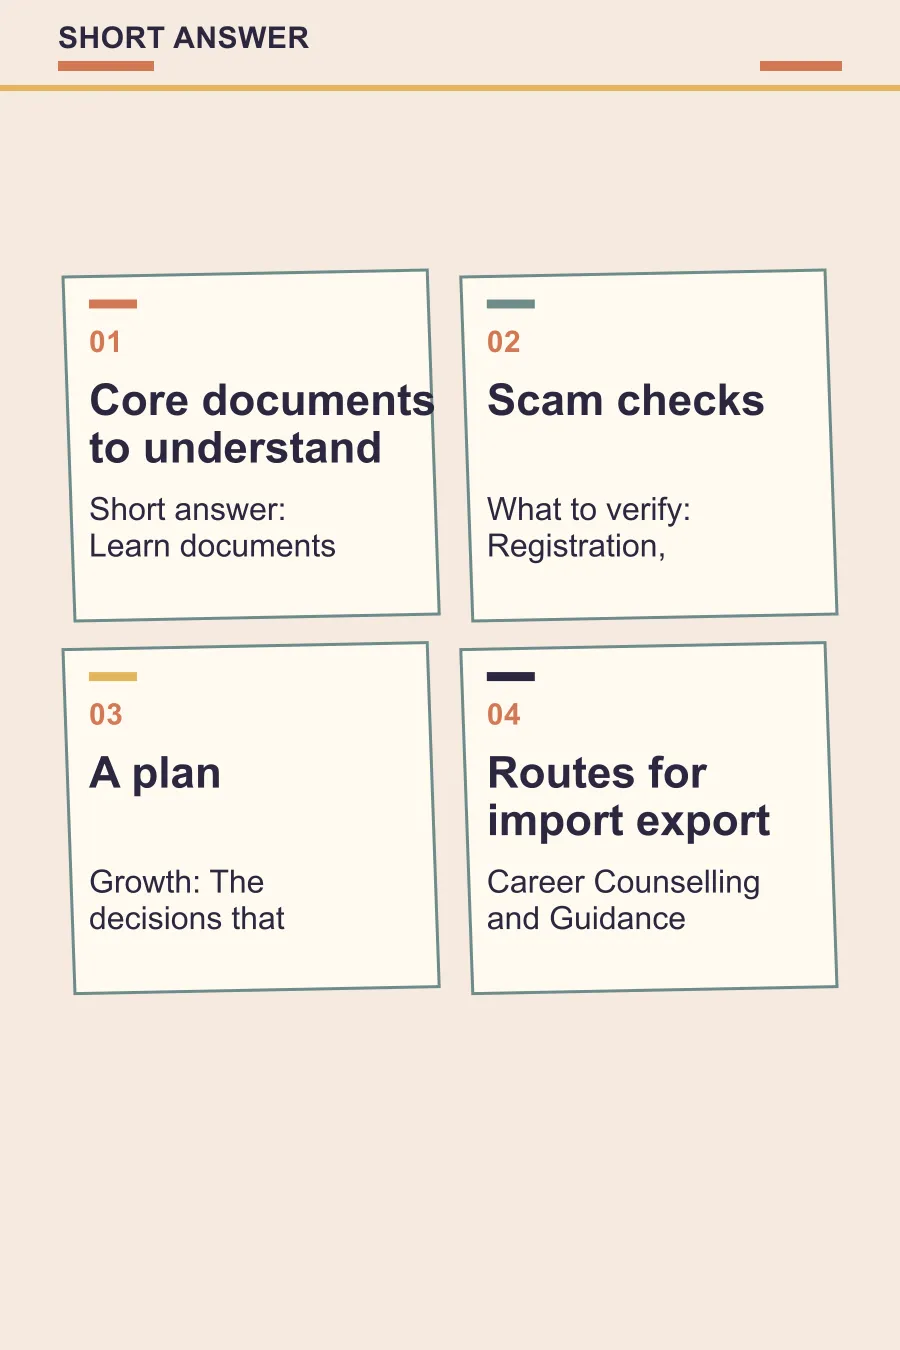 SHORT ANSWER
01
Core documents
to understand
Short answer:
Learn documents
02
Scam checks
What to verify:
Registration,
03
A plan
Growth: The
decisions that
04
Routes for
import export
Career Counselling
and Guidance